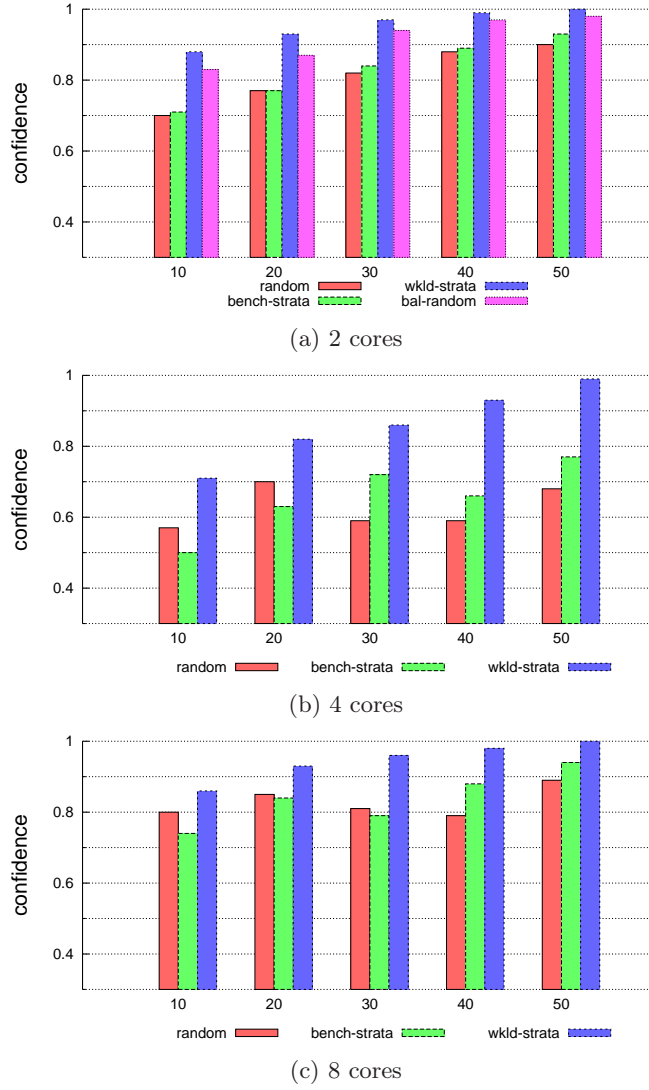 1
0.8
0.6
0.4
confidence
10 20 30 40 50
random wkld-strata
bench-strata bal-random
(a) 2 cores
1
0.8
0.6
0.4
confidence
10 20 30 40 50
random bench-strata wkld-strata
(b) 4 cores
1
0.8
0.6
0.4
confidence
10 20 30 40 50
random bench-strata wkld-strata
(c) 8 cores